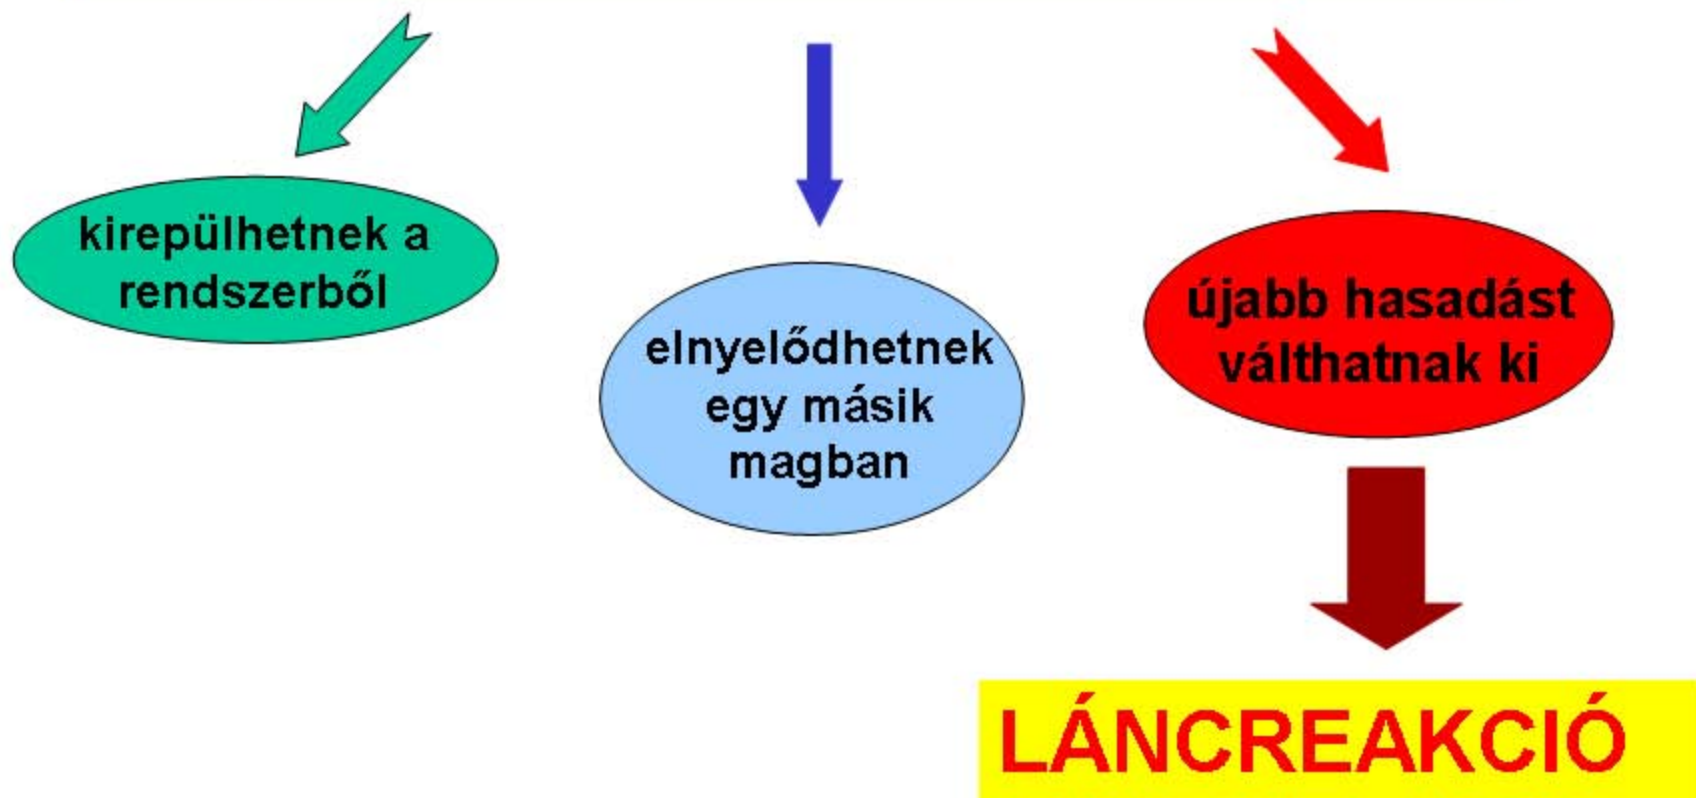 kirepülhetnek a
rendszerből
elnyelődhetnek
egy másik
magban
újabb hasadást
válthatnak ki
LÁNCREAKCIÓ